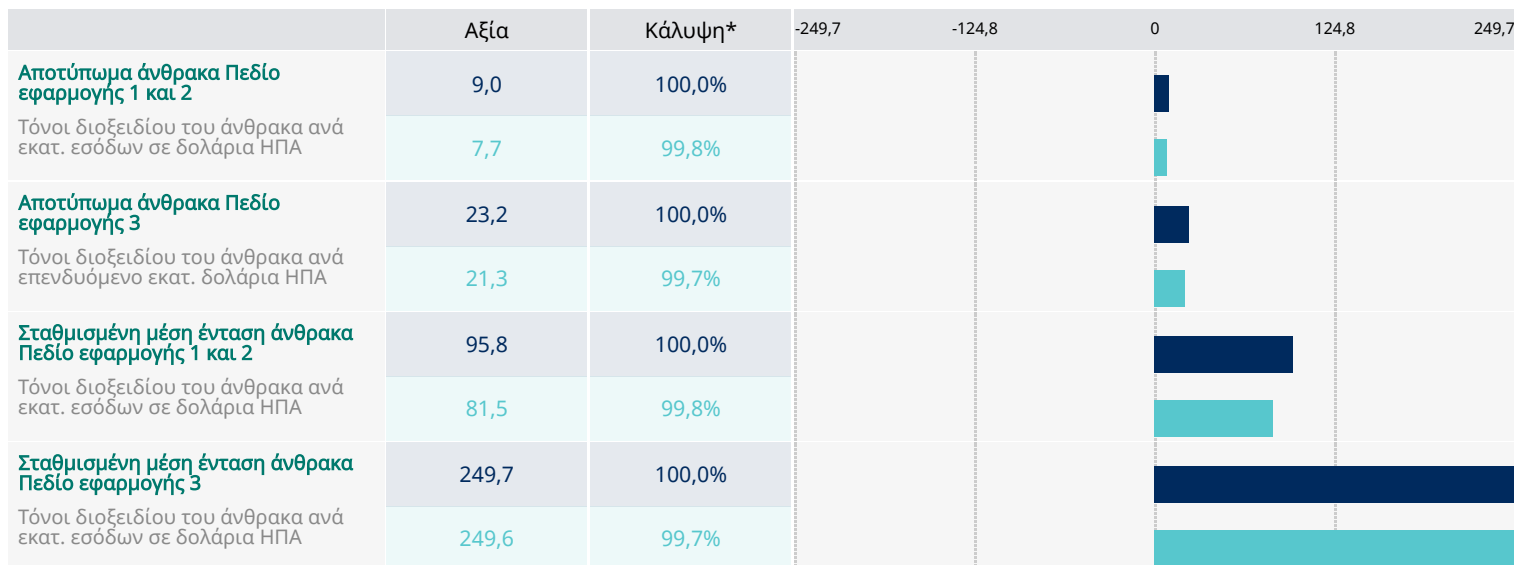 Αξία Κάλυψη* -249,7 -124,8 0 124,8 249,7
Αποτύπωμα άνθρακα Πεδίο
εφαρμογής 1 και 2
9,0 100,0%
Τόνοι διοξειδίου του άνθρακα ανά
εκατ. εσόδων σε δολάρια ΗΠΑ
7,7 99,8%
Αποτύπωμα άνθρακα Πεδίο
εφαρμογής 3
23,2 100,0%
Τόνοι διοξειδίου του άνθρακα ανά
επενδυόμενο εκατ. δολάρια ΗΠΑ
21,3 99,7%
Σταθμισμένη μέση ένταση άνθρακα
Πεδίο εφαρμογής 1 και 2
95,8 100,0%
Τόνοι διοξειδίου του άνθρακα ανά
εκατ. εσόδων σε δολάρια ΗΠΑ
81,5 99,8%
Σταθμισμένη μέση ένταση άνθρακα
Πεδίο εφαρμογής 3
249,7 100,0%
Τόνοι διοξειδίου του άνθρακα ανά
εκατ. εσόδων σε δολάρια ΗΠΑ
249,6 99,7%